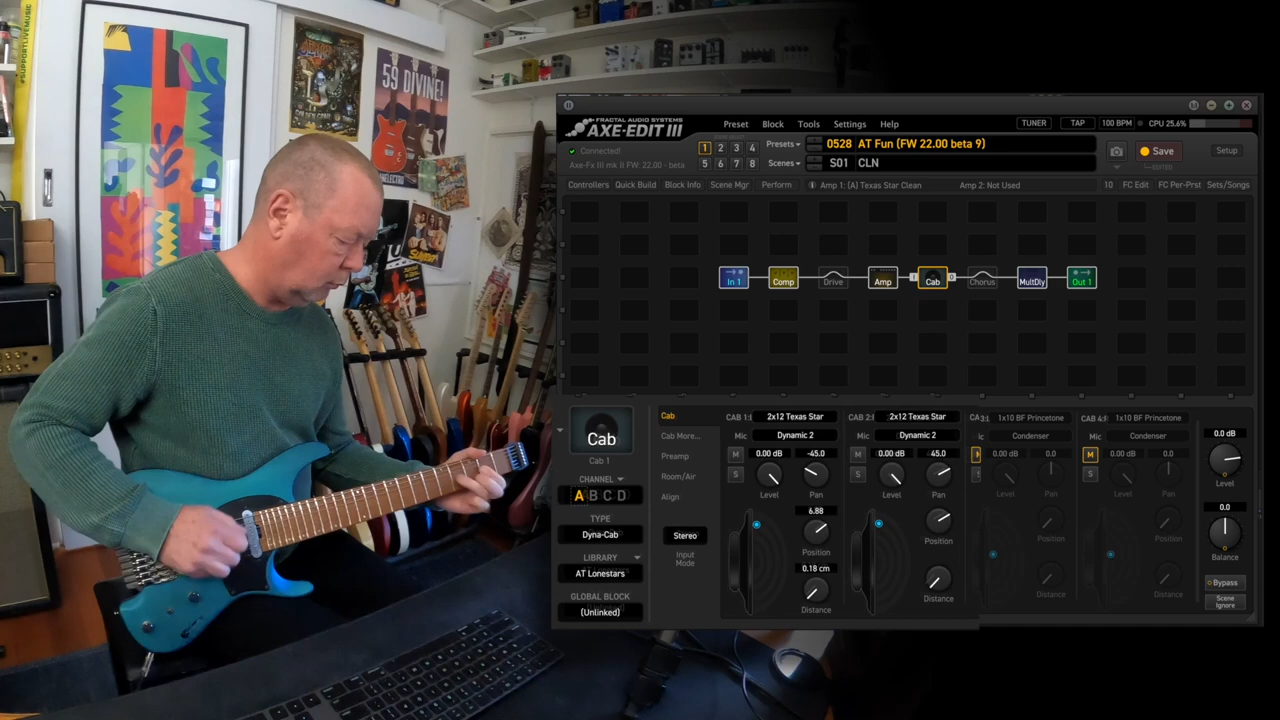 #SUPPORTLIVEMUSIC
59 DIVINE!
FRACTAL AUDIO SYSTEMS
AXE-EDIT III
Preset Block Tools Settings Help
TUNER TAP 100 BPM CPU 25.6%
Connected!
Axe-Fx III mk II FW: 22.00 - beta
1 2 3 4
5 6 7 8
Presets
0528 AT Fun (FW 22.00 beta 9)
Scenes
S01 CLN
Save
EDITED
Setup
Controllers Quick Build Block Info Scene Mgr Perform
Amp 1: [A] Texas Star Clean Amp 2: Not Used
10 FC Edit FC Per-Prst Sets/Songs
In 1 Comp Drive Amp Cab Chorus MultDly Out 1
Cab
Cab 1
CHANNEL
A B C D
TYPE
Dyna-Cab
LIBRARY
AT Lonestars
GLOBAL BLOCK
(Unlinked)
Cab
Cab More...
Preamp
Room/Air
Align
Stereo
Input
Mode
CAB 1: 2x12 Texas Star
Mic Dynamic 2
M 0.00 dB -45.0
S
Level Pan
6.88
Position
0.18 cm
Distance
CAB 2: 2x12 Texas Star
Mic Dynamic 2
M 0.00 dB 45.0
S
Level Pan
Position
Distance
1x10 BF Princetone
Condenser
0.00 dB 0.0
S
Level Pan
Position
Distance
CAB 4: 1x10 BF Princetone
Mic Condenser
M 0.00 dB 0.0
S
Level Pan
Position
Distance
0.0 dB
Level
0.0
Balance
Bypass
Scene
Ignore